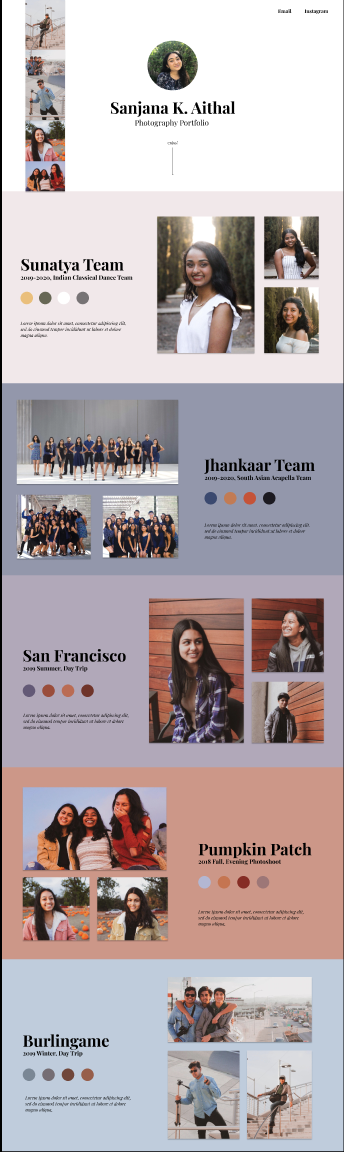 Email Instagram
Sanjana K. Aithal
Photography Portfolio
Sunatya Team
2019-2020, Indian Classical Dance Team
Lorem ipsum dolor sit amet, consectetur adipiscing elit,
sed do eiusmod tempor incididunt ut labore et dolore
magna aliqua.
Jhankaar Team
2019-2020, South Asian Acapella Team
Lorem ipsum dolor sit amet, consectetur adipiscing elit,
sed do eiusmod tempor incididunt ut labore et dolore
magna aliqua.
San Francisco
2019 Summer, Day Trip
Lorem ipsum dolor sit amet, consectetur adipiscing elit,
sed do eiusmod tempor incididunt ut labore et dolore
magna aliqua.
Pumpkin Patch
2018 Fall, Evening Photoshoot
Lorem ipsum dolor sit amet, consectetur adipiscing elit,
sed do eiusmod tempor incididunt ut labore et dolore
magna aliqua.
Burlingame
2019 Winter, Day Trip
Lorem ipsum dolor sit amet, consectetur adipiscing elit,
sed do eiusmod tempor incididunt ut labore et dolore
magna aliqua.